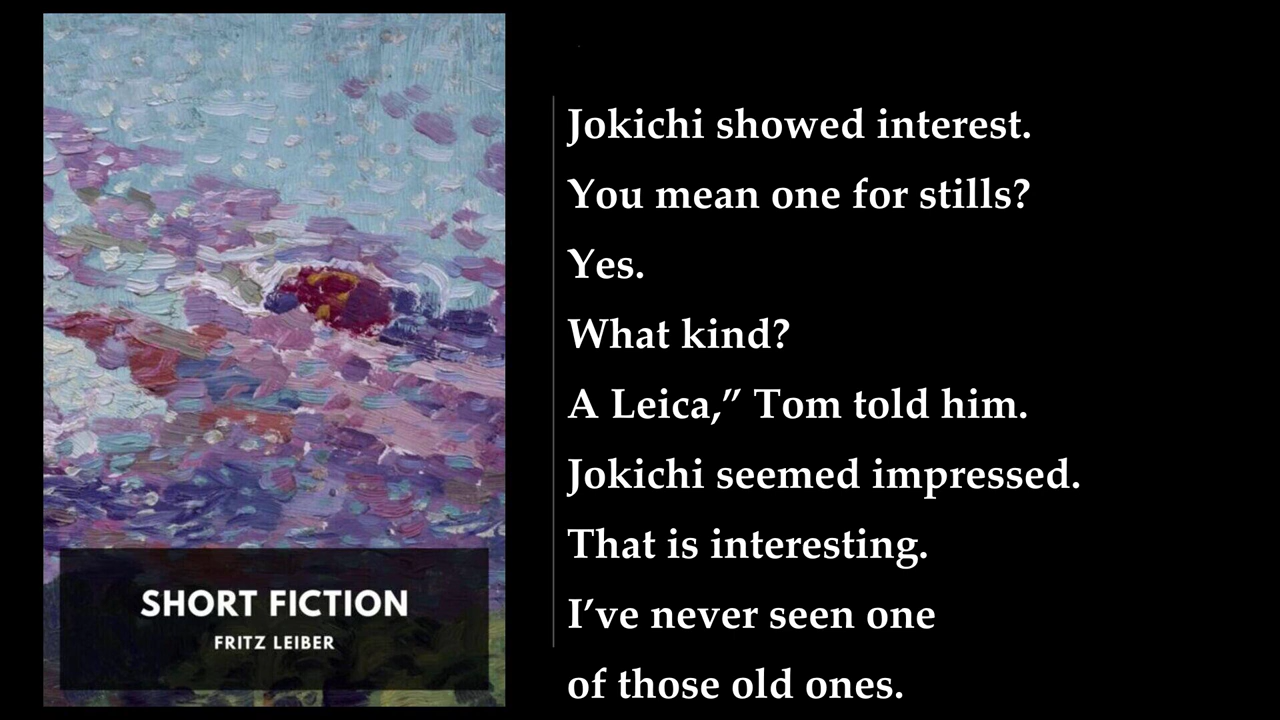 SHORT FICTION
FRITZ LEIBER
Jokichi showed interest.
You mean one for stills?
Yes.
What kind?
A Leica,” Tom told him.
Jokichi seemed impressed.
That is interesting.
I’ve never seen one
of those old ones.